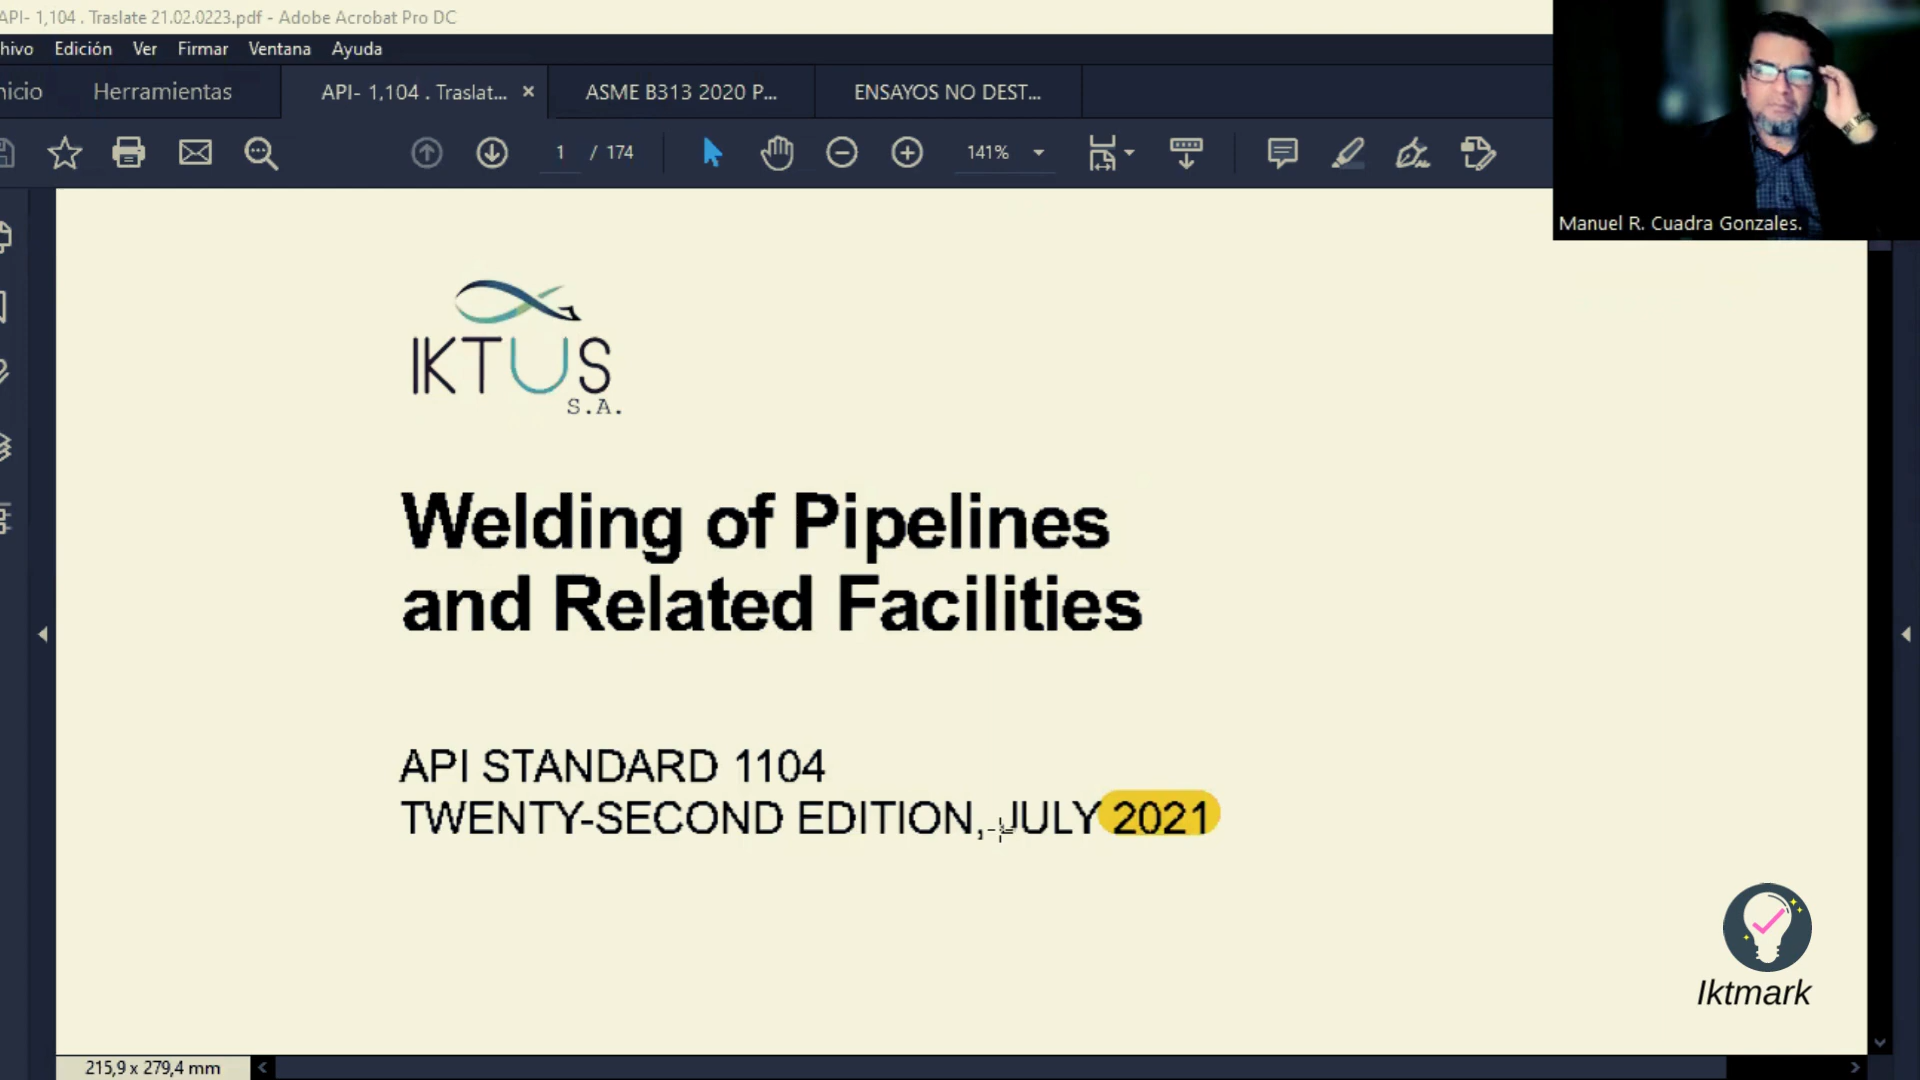 API- 1,104 . Traslate 21.02.0223.pdf - Adobe Acrobat Pro DC
hivo Edición Ver Firmar Ventana Ayuda
nicio Herramientas API- 1,104 . Traslat... × ASME B313 2020 P... ENSAYOS NO DEST...
1 / 174 141%
Manuel R. Cuadra Gonzales.
IKTUS
S.A.
Welding of Pipelines
and Related Facilities
API STANDARD 1104
TWENTY-SECOND EDITION, JULY 2021
Iktmark
215,9 x 279,4 mm